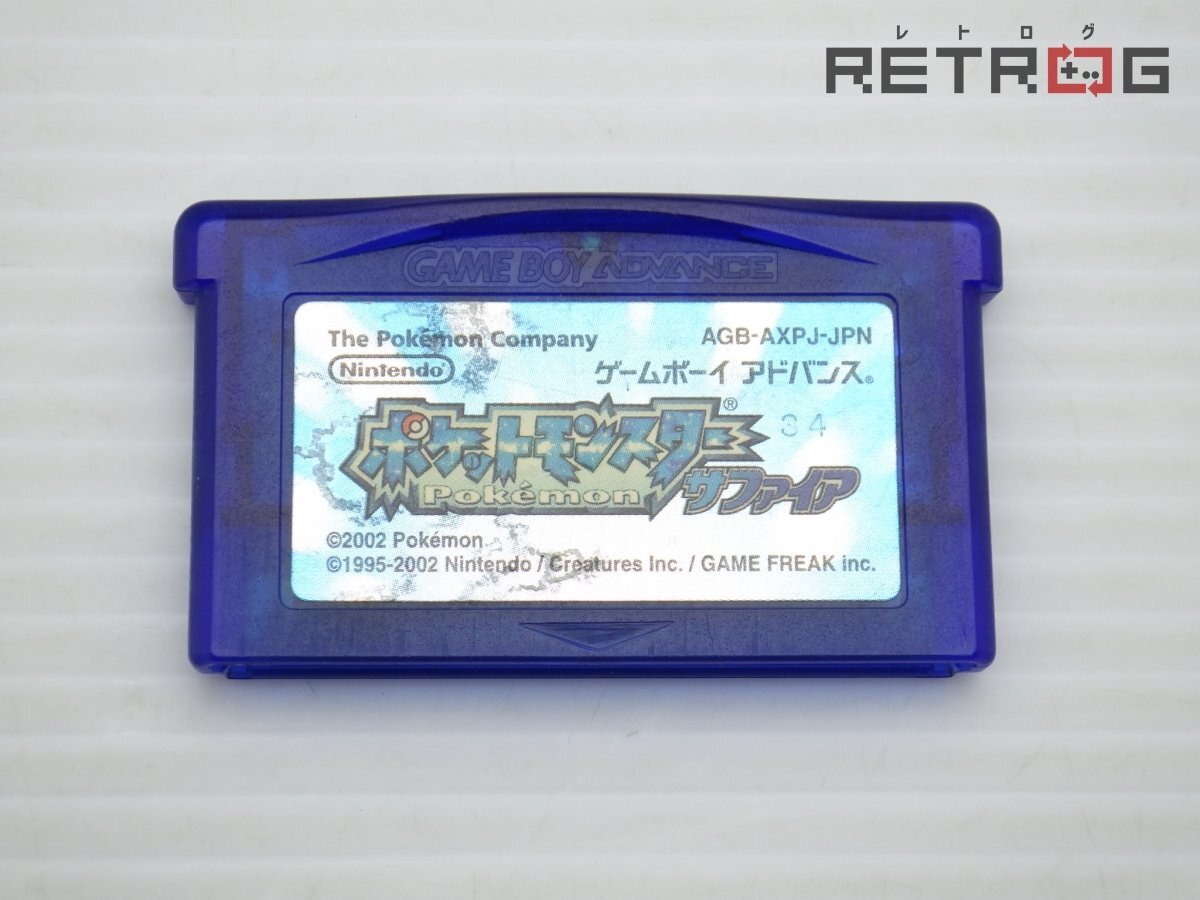 レトログ
RETROG
GAME BOY ADVANCE
The Pokémon Company
AGB-AXPJ-JPN
Nintendo
ゲームボーイ アドバンス®
ポケットモンスター®
34
Pokémon
サファイア
©2002 Pokémon
©1995-2002 Nintendo / Creatures Inc. / GAME FREAK inc.